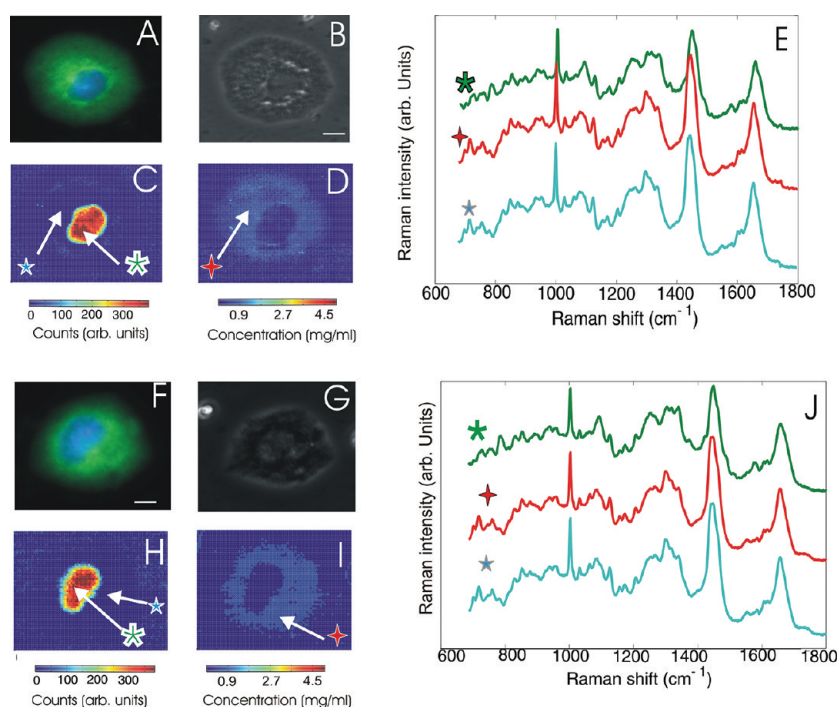 A
B
C
D
0 100 200 300
Counts (arb. units)
0.9 2.7 4.5
Concentration (mg/ml)
E
Raman intensity (arb. Units)
600 800 1000 1200 1400 1600 1800
Raman shift (cm⁻¹)
F
G
H
I
0 100 200 300
Counts (arb. units)
0.9 2.7 4.5
Concentration (mg/ml)
J
Raman intensity (arb. Units)
600 800 1000 1200 1400 1600 1800
Raman shift (cm⁻¹)